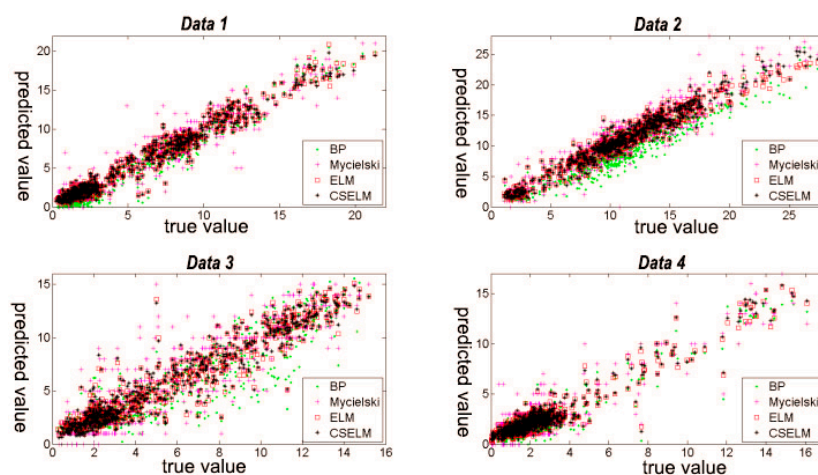 Data 1
predicted value
20
15
10
5
0
0 5 10 15 20
true value
BP
Mycielski
ELM
CSELM
Data 2
predicted value
25
20
15
10
5
0
0 5 10 15 20 25
true value
BP
Mycielski
ELM
CSELM
Data 3
predicted value
15
10
5
0
0 2 4 6 8 10 12 14 16
true value
BP
Mycielski
ELM
CSELM
Data 4
predicted value
15
10
5
0
0 2 4 6 8 10 12 14 16
true value
BP
Mycielski
ELM
CSELM